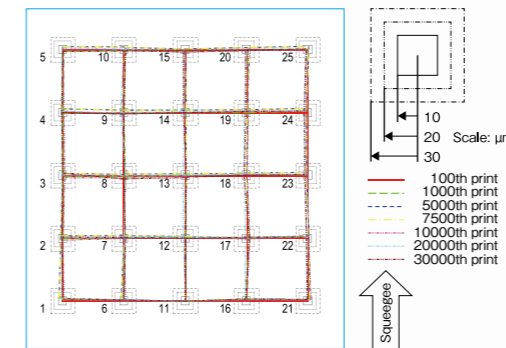 5 10 15 20 25
4 9 14 19 24
3 8 13 18 23
2 7 12 17 22
1 6 11 16 21
10
20 Scale: μm
30
100th print
1000th print
5000th print
7500th print
10000th print
20000th print
30000th print
Squeegee